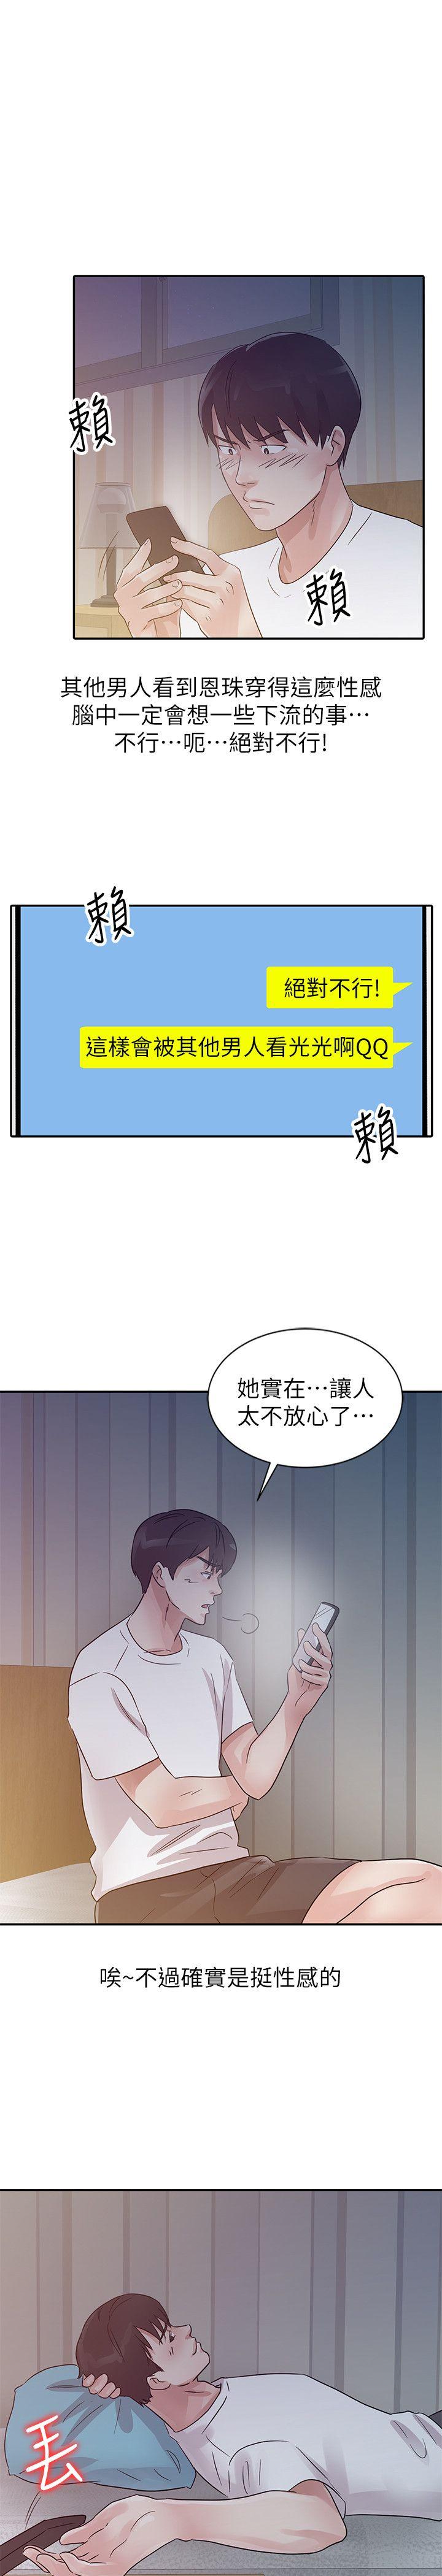 賴
賴
其他男人看到恩珠穿得這麼性感
腦中一定會想一些下流的事…
不行…呃…絕對不行!
賴
絕對不行!
這樣會被其他男人看光光啊QQ
賴
她實在…讓人
太不放心了…
唉~不過確實是挺性感的
丟